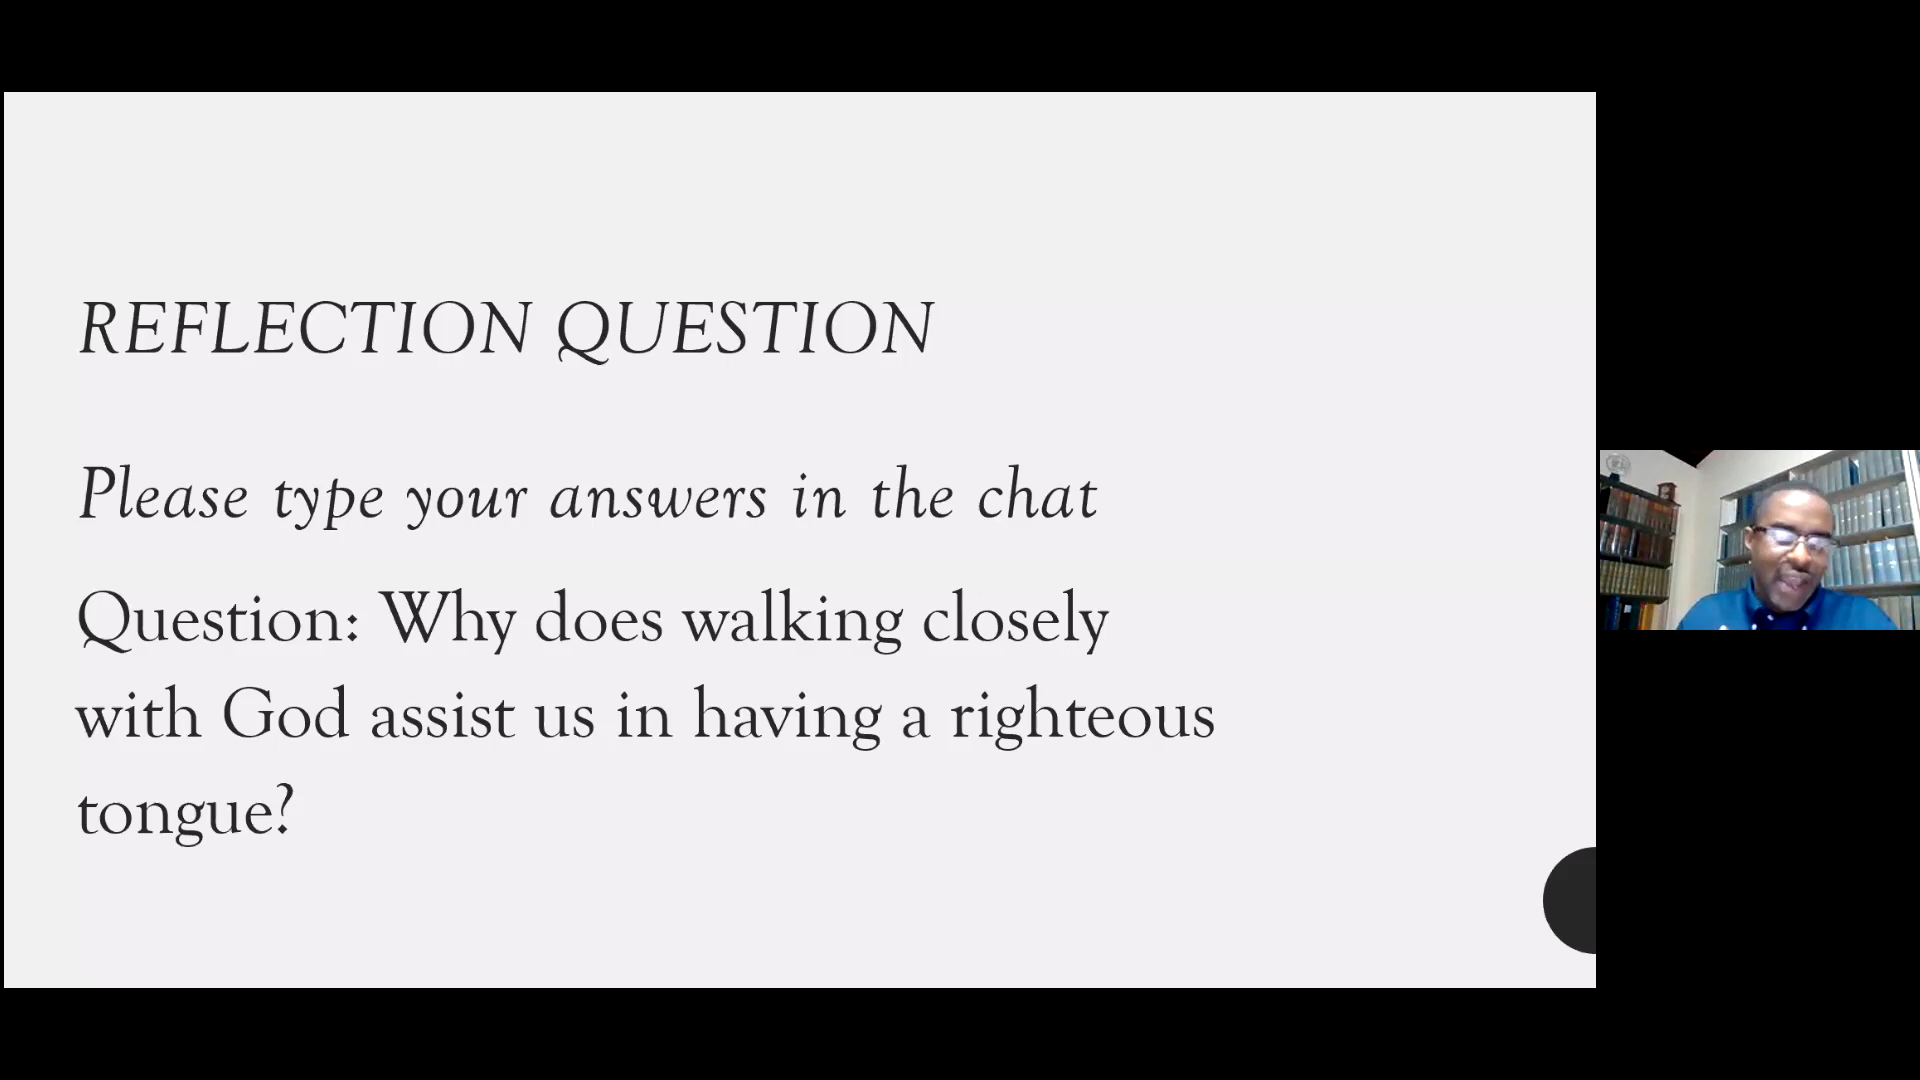 REFLECTION QUESTION
Please type your answers in the chat
Question: Why does walking closely
with God assist us in having a righteous
tongue?